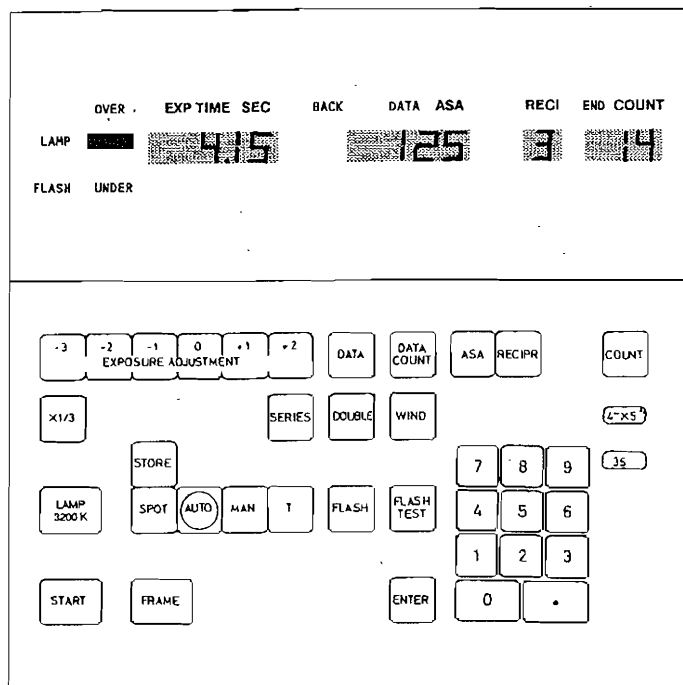 OVER EXP TIME SEC BACK DATA ASA RECI END COUNT
LAMP 4.15 125 3 14
FLASH UNDER
-3 -2 -1 0 +1 +2 DATA DATA COUNT ASA RECIPR COUNT
EXPOSURE ADJUSTMENT
X1/3 SERIES DOUBLE WIND 4"X5"
STORE 7 8 9 35
LAMP 3200K SPOT AUTO MAN T FLASH FLASH TEST 4 5 6
1 2 3
START FRAME ENTER 0 .